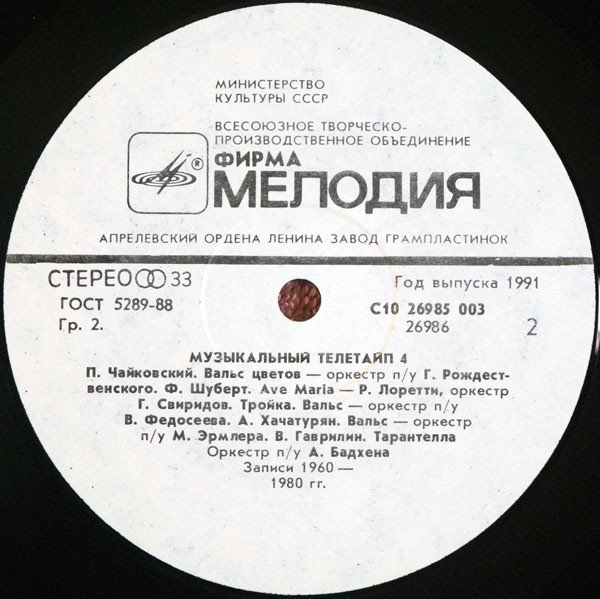 МИНИСТЕРСТВО
КУЛЬТУРЫ СССР
ВСЕСОЮЗНОЕ ТВОРЧЕСКО-
ПРОИЗВОДСТВЕННОЕ ОБЪЕДИНЕНИЕ
ФИРМА
® МЕЛОДИЯ
АПРЕЛЕВСКИЙ ОРДЕНА ЛЕНИНА ЗАВОД ГРАМПЛАСТИНОК
СТЕРЕО 33
Год выпуска 1991
ГОСТ 5289-88
С10 26985 003
Гр. 2.
26986
2
МУЗЫКАЛЬНЫЙ ТЕЛЕТАЙП 4
П. Чайковский. Вальс цветов — оркестр п/у Г. Рождест-
венского. Ф. Шуберт. Ave Maria — Р. Лоретти, оркестр
Г. Свиридов. Тройка. Вальс — оркестр п/у
В. Федосеева. А. Хачатурян. Вальс — оркестр
п/у М. Эрмлера. В. Гаврилин. Тарантелла
Оркестр п/у А. Бадхена
Записи 1960—
1980 гг.